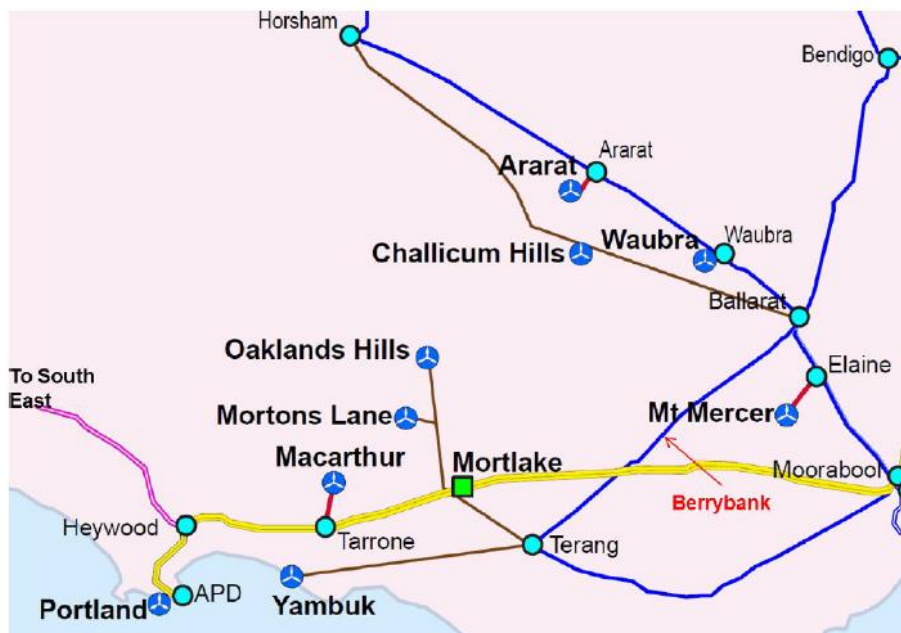 Horsham
Bendigo
Ararat
Ararat
Waubra
Waubra
Challicum Hills
Ballarat
Oaklands Hills
Elaine
To South
East
Mortons Lane
Mt Mercer
Macarthur
Mortlake
Moorabool
Berrybank
Heywood
Tarrone
Terang
Portland
APD
Yambuk